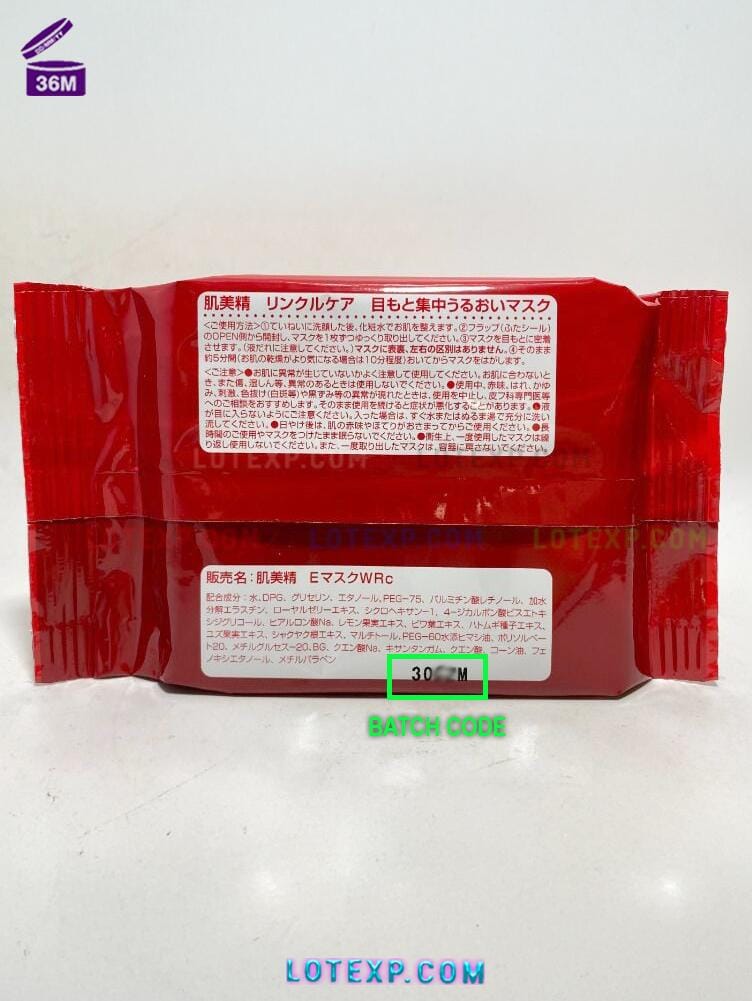 36M
肌美精 リンクルケア 目もと集中うるおいマスク
<ご使用方法>①ていねいに洗顔した後、化粧水でお肌を整えます。②フラップ(ふたシール)
のOPEN側から開封し、マスクを1枚ずつゆっくり取り出してください。③マスクを目もとに密着
させます。(液だれに注意してください。)マスクに表裏、左右の区別はありません。④そのまま
約5分間(お肌の乾燥がより気になる場合は10分程度)おいてからマスクをはがします。
<ご注意>●お肌に異常が生じていないかよく注意して使用してください。お肌に合わないと
き、また傷、湿しん等、異常のあるときは使用しないでください。●使用中、赤味、はれ、かゆ
み、刺激、色抜け(白斑等)や黒ずみ等の異常が現れたときは、使用を中止し、皮フ科専門医等
へのご相談をおすすめします。そのまま使用を続けると症状が悪化することがあります。●液
が目に入らないようにご注意ください。入った場合は、すぐ水またはぬるま湯で充分に洗い
流してください。●日やけ後は、肌の赤味やほてりがおさまってからご使用ください。●長
時間のご使用やマスクをつけたまま眠らないでください。●衛生上、一度使用したマスクは繰
り返し使用しないでください。また、一度取り出したマスクは、容器に戻さないでください。
LOTEXP.COM
LOTEXP.COM
LOTEXP.COM
LOTEXP.COM
販売名:肌美精 EマスクWRc
配合成分:水、DPG、グリセリン、エタノール、PEG-75、パルミチン酸レチノール、加水
分解エラスチン、ローヤルゼリーエキス、シクロヘキサン-1, 4-ジカルボン酸ビスエトキ
シジグリコール、ヒアルロン酸Na、レモン果実エキス、ビワ葉エキス、ハトムギ種子エキス、
ユズ果実エキス、シャクヤク根エキス、マルチトール、PEG-60水添ヒマシ油、ポリソルベー
ト20、メチルグルセス-20、BG、クエン酸Na、キサンタンガム、クエン酸、コーン油、フェ
ノキシエタノール、メチルパラベン
30 M
BATCH CODE
LOTEXP.COM